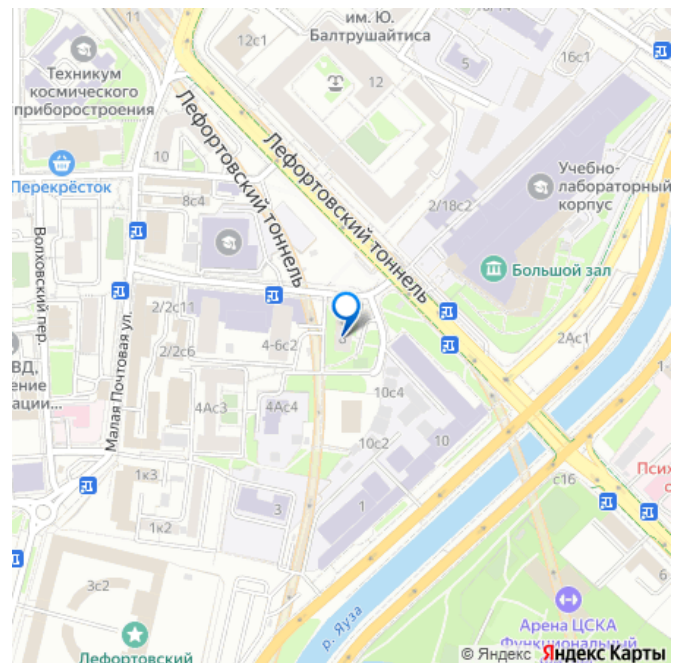 11
12с1
им. Ю.
Балтрушайтиса
16с1
5
Техникум
космического
приборостроения
12
Лефортовский тоннель
Лефортовский тоннель
10
Перекрёсток
8с4
Учебно-
лабораторный
корпус
2/18с2
Волховский пер.
Большой зал
2/2с11
2/2с6
4-6с2
2Ас1
1-
ВД,
ение
ации...
Малая Почтовая ул.
4Ас3
4Ас4
10с4
10с2
10
Псих
с
с16
1к3
1к2
3
1
6
3с2
р. Яуза
Арена ЦСКА
Функциональный
Лефортовский
© Яндекс Яндекс Карты